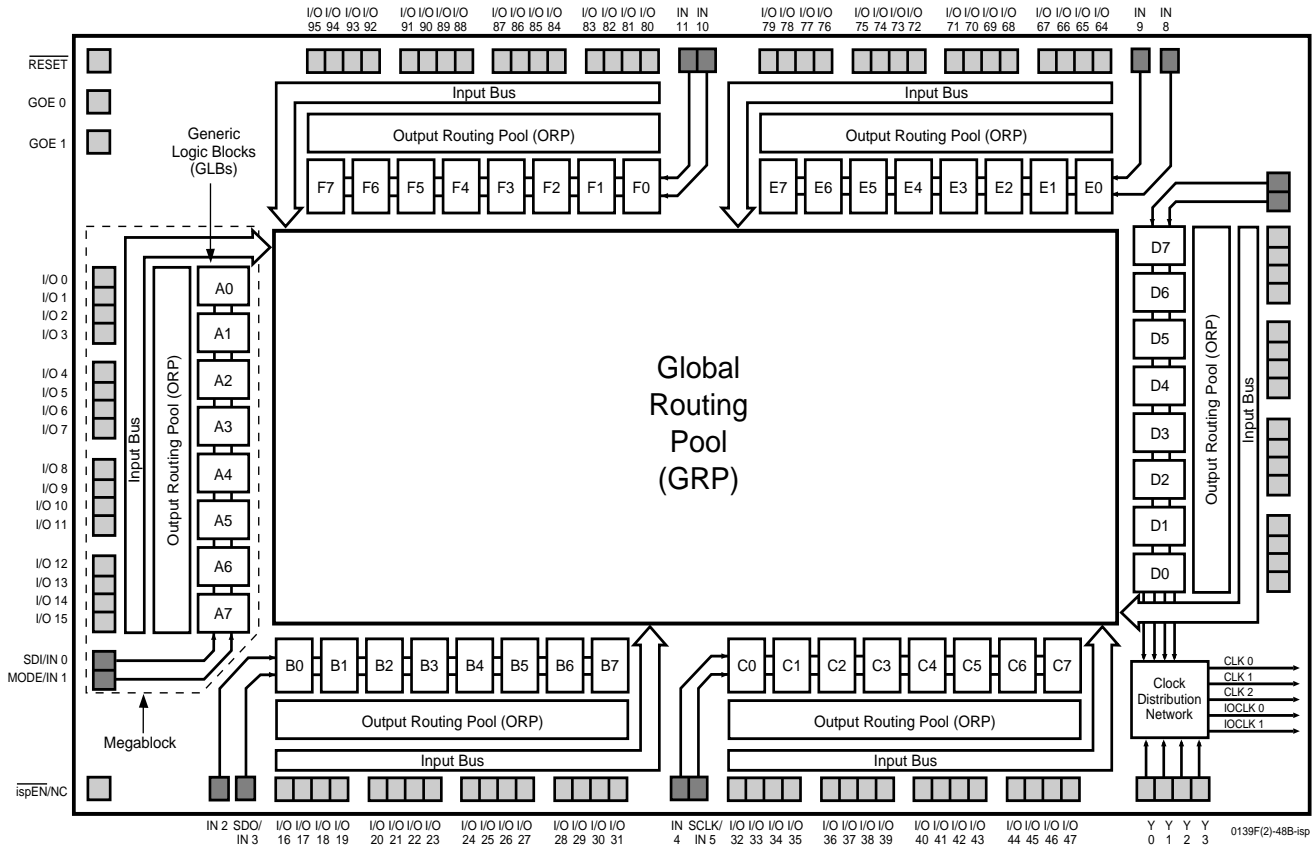 I/O I/O I/O I/O I/O I/O I/O I/O I/O I/O I/O I/O I/O I/O I/O I/O IN IN I/O I/O I/O I/O I/O I/O I/O I/O I/O I/O I/O I/O I/O I/O I/O I/O IN IN
95 94 93 92 91 90 89 88 87 86 85 84 83 82 81 80 11 10 79 78 77 76 75 74 73 72 71 70 69 68 67 66 65 64 9 8
RESET
GOE 0
GOE 1
Input Bus
Input Bus
Output Routing Pool (ORP)
Output Routing Pool (ORP)
Generic
Logic Blocks
(GLBs)
F7 F6 F5 F4 F3 F2 F1 F0
E7 E6 E5 E4 E3 E2 E1 E0
I/O 0
I/O 1
I/O 2
I/O 3
I/O 4
I/O 5
I/O 6
I/O 7
I/O 8
I/O 9
I/O 10
I/O 11
I/O 12
I/O 13
I/O 14
I/O 15
SDI/IN 0
MODE/IN 1
Input Bus
Output Routing Pool (ORP)
A0
A1
A2
A3
A4
A5
A6
A7
Global
Routing
Pool
(GRP)
D7
D6
D5
D4
D3
D2
D1
D0
Output Routing Pool (ORP)
Input Bus
B0 B1 B2 B3 B4 B5 B6 B7
C0 C1 C2 C3 C4 C5 C6 C7
Output Routing Pool (ORP)
Output Routing Pool (ORP)
Input Bus
Input Bus
Clock
Distribution
Network
CLK 0
CLK 1
CLK 2
IOCLK 0
IOCLK 1
Megablock
ispEN/NC
IN 2 SDO/ I/O I/O I/O I/O I/O I/O I/O I/O I/O I/O I/O I/O I/O I/O I/O I/O IN SCLK/ I/O I/O I/O I/O I/O I/O I/O I/O I/O I/O I/O I/O I/O I/O I/O I/O Y Y Y Y
IN 3 16 17 18 19 20 21 22 23 24 25 26 27 28 29 30 31 4 IN 5 32 33 34 35 36 37 38 39 40 41 42 43 44 45 46 47 0 1 2 3
0139F(2)-48B-isp